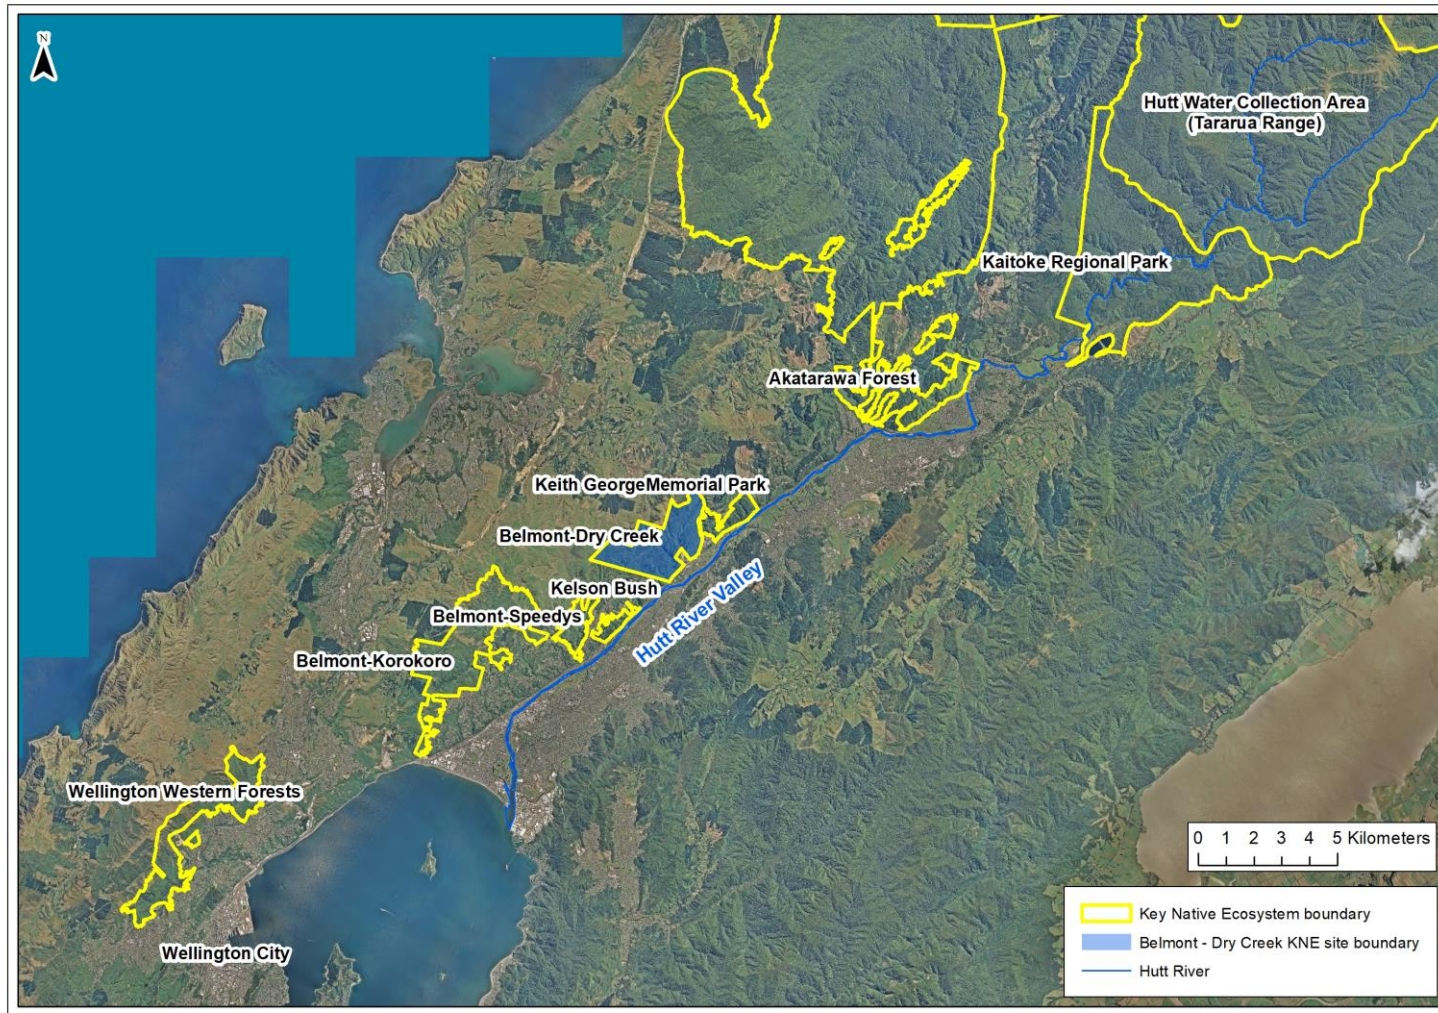 N
Hutt Water Collection Area
(Tararua Range)
Kaitoke Regional Park
Akatarawa Forest
Keith GeorgeMemorial Park
Belmont-Dry Creek
Kelson Bush
Belmont-Speedys
Hutt River Valley
Belmont-Korokoro
Wellington Western Forests
Wellington City
0 1 2 3 4 5 Kilometers
Key Native Ecosystem boundary
Belmont - Dry Creek KNE site boundary
Hutt River